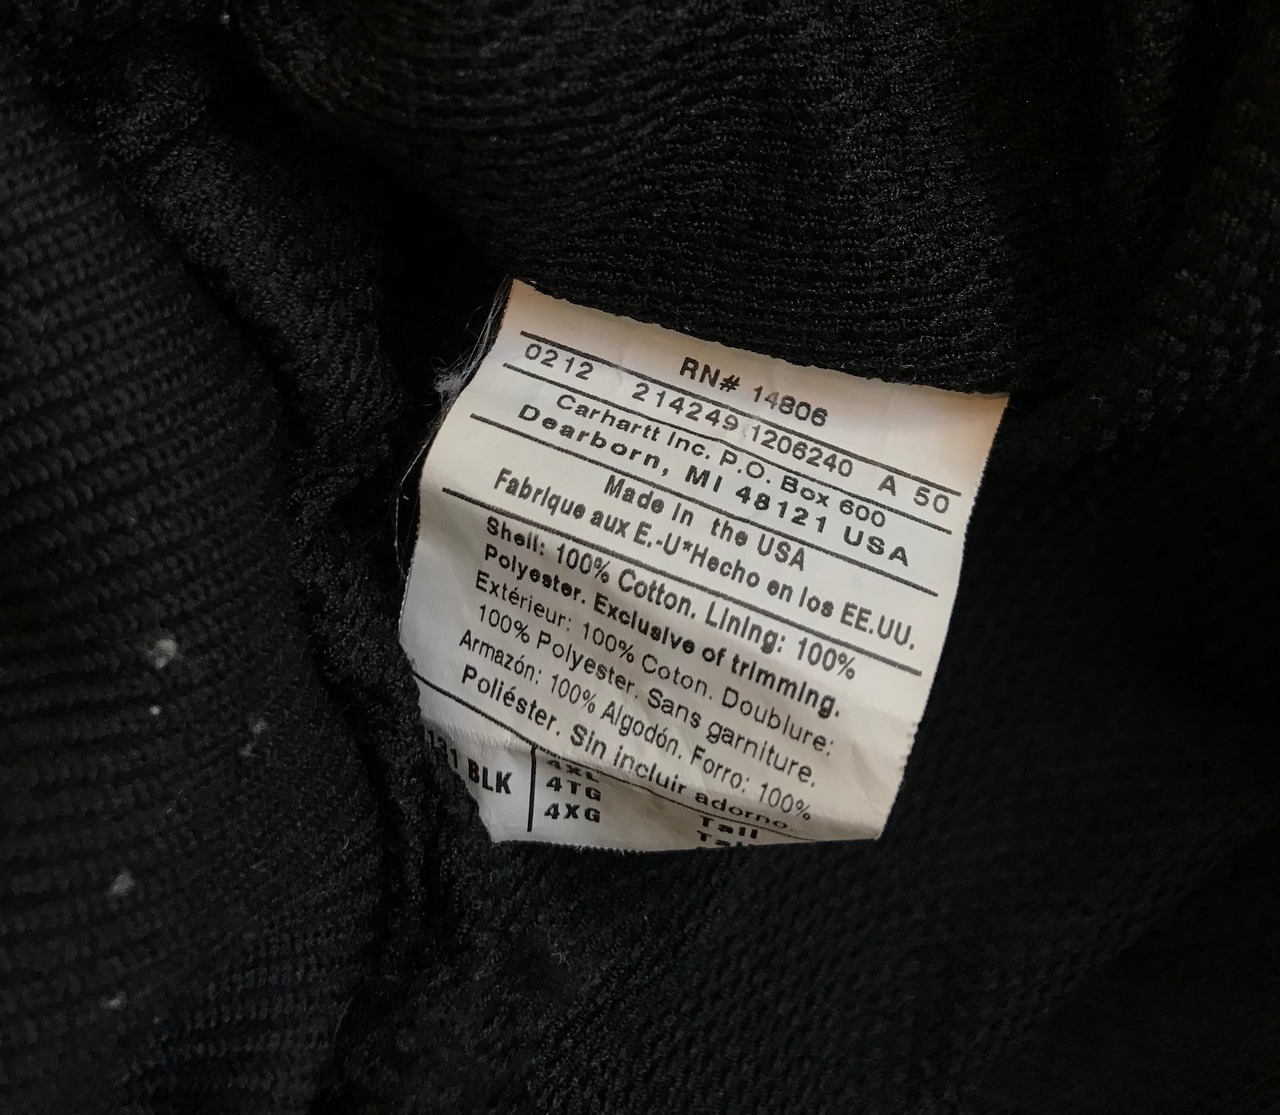 RN# 14806
0212 214249 1206240 A 50
Carhartt Inc. P.O. Box 600
Dearborn, MI 48121 USA
Made in the USA
Fabrique aux E.-U*Hecho en los EE.UU.
Shell: 100% Cotton. Lining: 100%
Polyester. Exclusive of trimming.
Extérieur: 100% Coton. Doublure:
100% Polyester. Sans garniture.
Armazón: 100% Algodón. Forro: 100%
Poliéster. Sin incluir adorno.
BLK
4XL
4TG
4XG
Tall